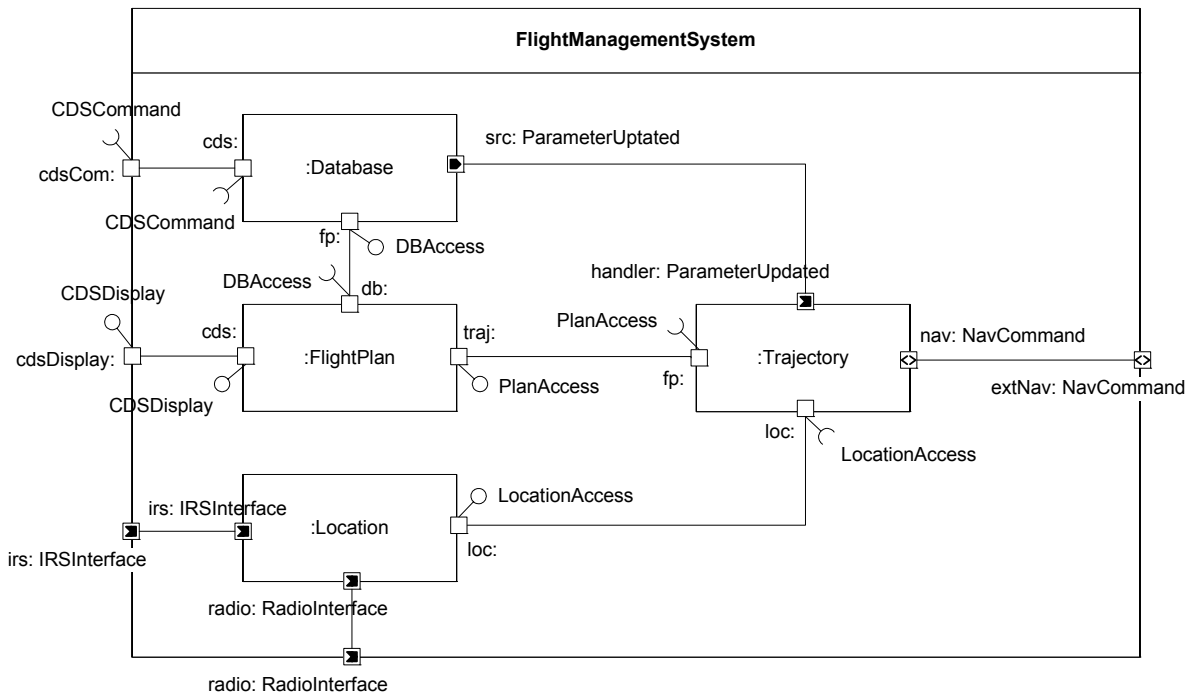 FlightManagementSystem
CDSCommand
cds:
src: ParameterUptated
:Database
cdsCom:
CDSCommand
fp:
DBAccess
handler: ParameterUpdated
DBAccess
db:
CDSDisplay
PlanAccess
cds:
traj:
nav: NavCommand
:FlightPlan
:Trajectory
cdsDisplay:
fp:
PlanAccess
extNav: NavCommand
CDSDisplay
loc:
LocationAccess
LocationAccess
irs: IRSInterface
:Location
loc:
irs: IRSInterface
radio: RadioInterface
radio: RadioInterface